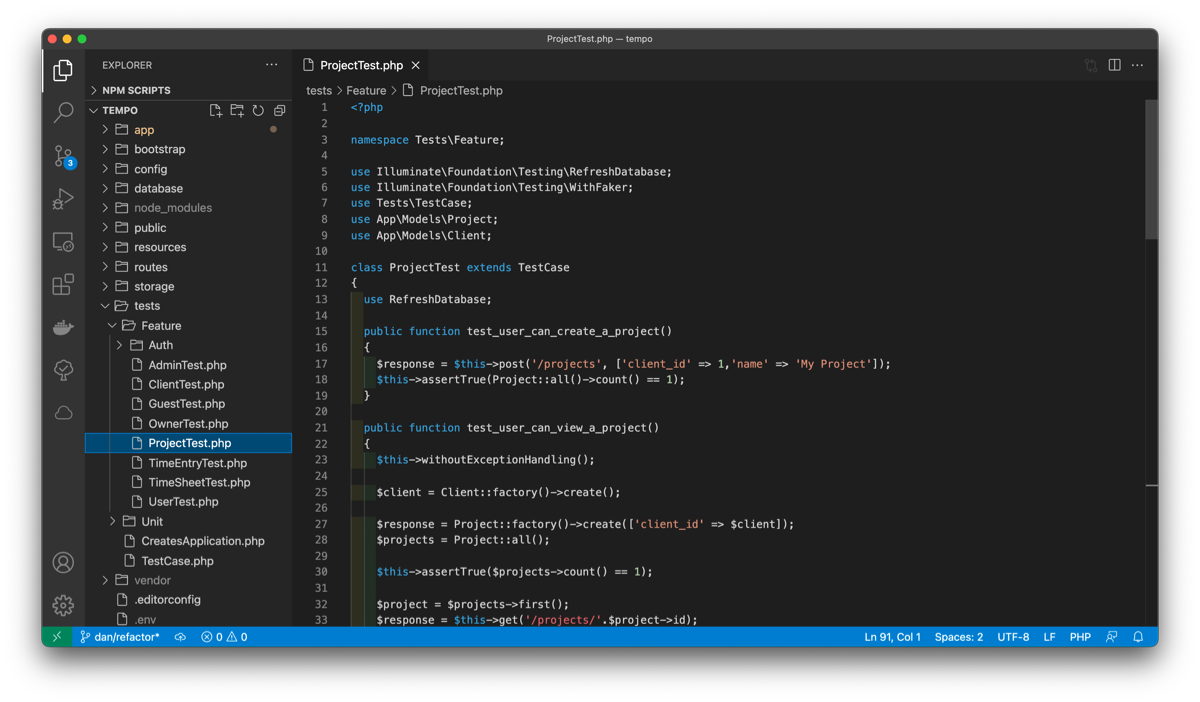 ProjectTest.php — tempo
EXPLORER
ProjectTest.php
NPM SCRIPTS
TEMPO
app
bootstrap
config
database
node_modules
public
resources
routes
storage
tests
Feature
Auth
AdminTest.php
ClientTest.php
GuestTest.php
OwnerTest.php
ProjectTest.php
TimeEntryTest.php
TimeSheetTest.php
UserTest.php
Unit
CreatesApplication.php
TestCase.php
vendor
.editorconfig
.env
3
tests > Feature > ProjectTest.php
1 <?php
2
3 namespace Tests\Feature;
4
5 use Illuminate\Foundation\Testing\RefreshDatabase;
6 use Illuminate\Foundation\Testing\WithFaker;
7 use Tests\TestCase;
8 use App\Models\Project;
9 use App\Models\Client;
10
11 class ProjectTest extends TestCase
12 {
13 use RefreshDatabase;
14
15 public function test_user_can_create_a_project()
16 {
17 $response = $this->post('/projects', ['client_id' => 1,'name' => 'My Project']);
18 $this->assertTrue(Project::all()->count() == 1);
19 }
20
21 public function test_user_can_view_a_project()
22 {
23 $this->withoutExceptionHandling();
24
25 $client = Client::factory()->create();
26
27 $response = Project::factory()->create(['client_id' => $client]);
28 $projects = Project::all();
29
30 $this->assertTrue($projects->count() == 1);
31
32 $project = $projects->first();
33 $response = $this->get('/projects/'.$project->id);
dan/refactor* 0 0 Ln 91, Col 1 Spaces: 2 UTF-8 LF PHP